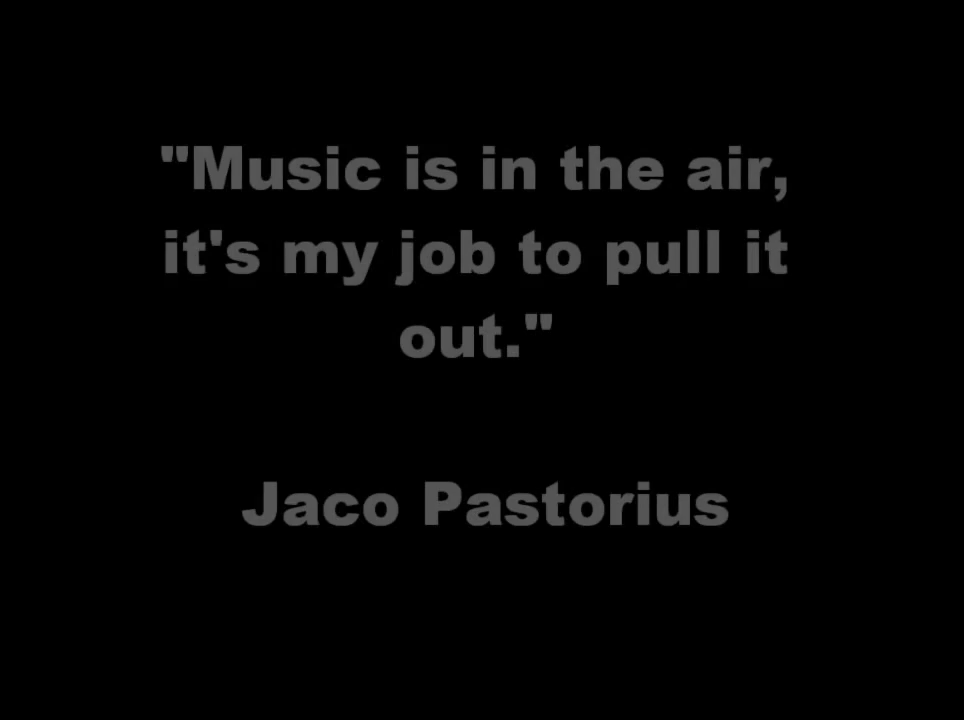 "Music is in the air,
it's my job to pull it
out."
Jaco Pastorius